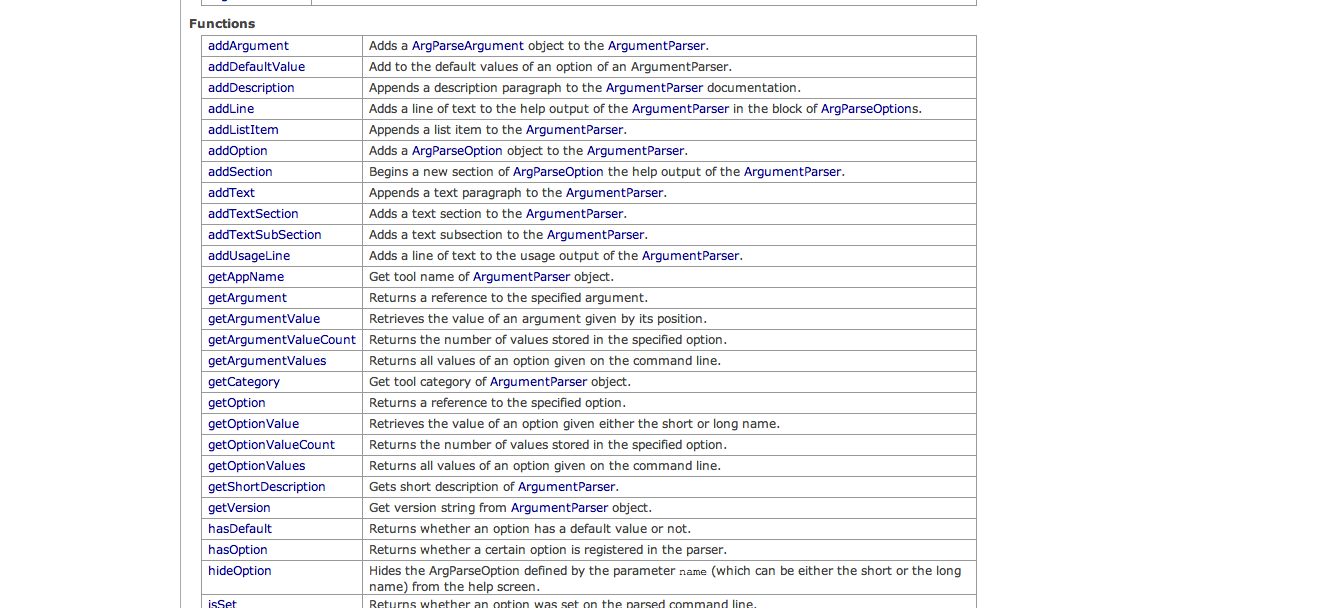 Functions
addArgument Adds a ArgParseArgument object to the ArgumentParser.
addDefaultValue Add to the default values of an option of an ArgumentParser.
addDescription Appends a description paragraph to the ArgumentParser documentation.
addLine Adds a line of text to the help output of the ArgumentParser in the block of ArgParseOptions.
addListItem Appends a list item to the ArgumentParser.
addOption Adds a ArgParseOption object to the ArgumentParser.
addSection Begins a new section of ArgParseOption the help output of the ArgumentParser.
addText Appends a text paragraph to the ArgumentParser.
addTextSection Adds a text section to the ArgumentParser.
addTextSubSection Adds a text subsection to the ArgumentParser.
addUsageLine Adds a line of text to the usage output of the ArgumentParser.
getAppName Get tool name of ArgumentParser object.
getArgument Returns a reference to the specified argument.
getArgumentValue Retrieves the value of an argument given by its position.
getArgumentValueCount Returns the number of values stored in the specified option.
getArgumentValues Returns all values of an option given on the command line.
getCategory Get tool category of ArgumentParser object.
getOption Returns a reference to the specified option.
getOptionValue Retrieves the value of an option given either the short or long name.
getOptionValueCount Returns the number of values stored in the specified option.
getOptionValues Returns all values of an option given on the command line.
getShortDescription Gets short description of ArgumentParser.
getVersion Get version string from ArgumentParser object.
hasDefault Returns whether an option has a default value or not.
hasOption Returns whether a certain option is registered in the parser.
hideOption Hides the ArgParseOption defined by the parameter name (which can be either the short or the long
name) from the help screen.
isSet Returns whether an option was set on the parsed command line.